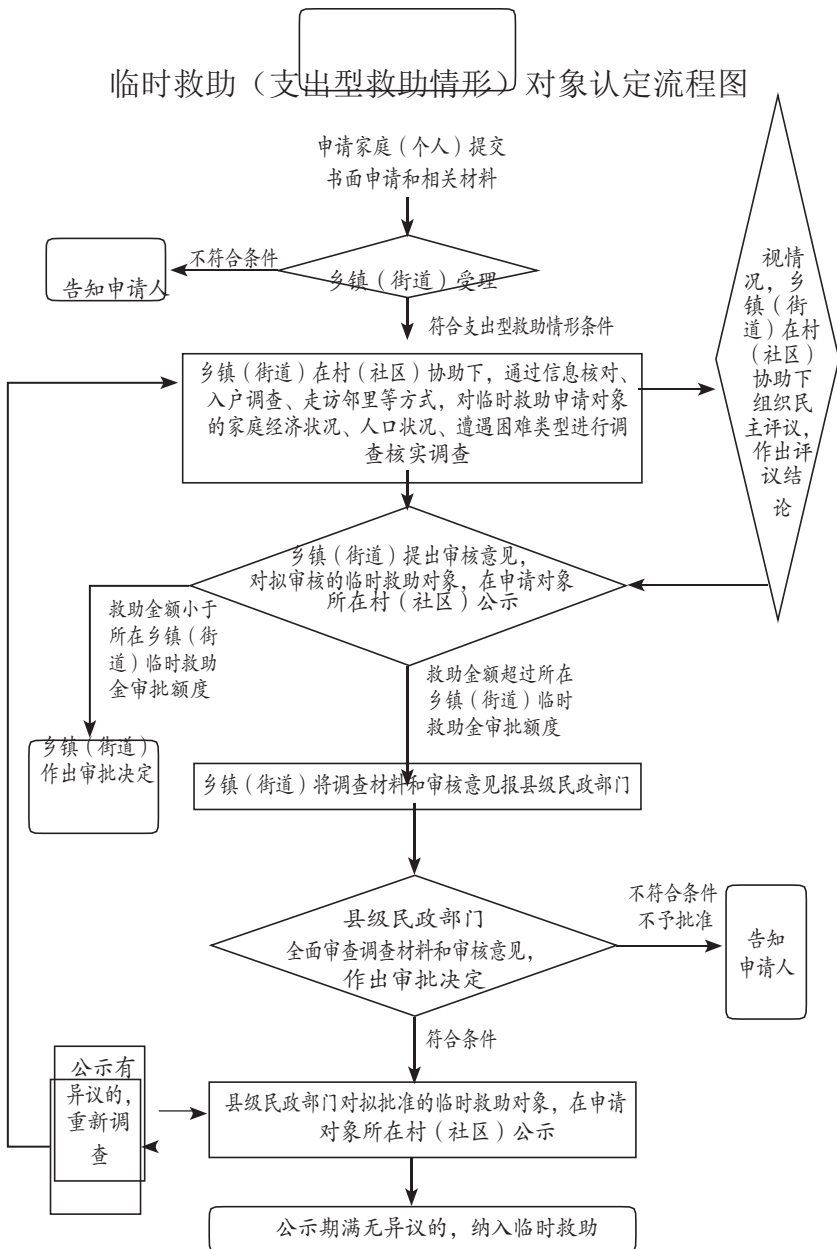 临时救助（支出型救助情形）对象认定流程图
申请家庭（个人）提交
书面申请和相关材料
不符合条件
告知申请人
乡镇（街道）受理
符合支出型救助情形条件
视情
况，乡
镇（街
道）在村
（社区）
协助下
组织民
主评议，
作出评
议结
论
乡镇（街道）在村（社区）协助下，通过信息核对、
入户调查、走访邻里等方式，对临时救助申请对象
的家庭经济状况、人口状况、遭遇困难类型进行调
查核实调查
乡镇（街道）提出审核意见，
对拟审核的临时救助对象，在申请对象
所在村（社区）公示
救助金额小于
所在乡镇（街
道）临时救助
金审批额度
救助金额超过所在
乡镇（街道）临时
救助金审批额度
乡镇（街道）
作出审批决定
乡镇（街道）将调查材料和审核意见报县级民政部门
县级民政部门
全面审查调查材料和审核意见，
作出审批决定
不符合条件
不予批准
告知
申请人
符合条件
公示有
异议的，
重新调
查
县级民政部门对拟批准的临时救助对象，在申请
对象所在村（社区）公示
公示期满无异议的，纳入临时救助